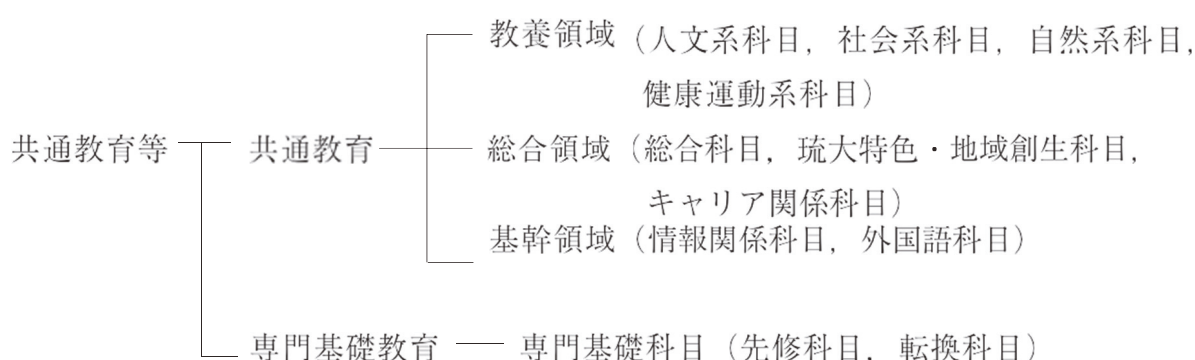 教養領域（人文系科目，社会系科目，自然系科目，
健康運動系科目）
共通教育等 共通教育 総合領域（総合科目，琉大特色・地域創生科目，
キャリア関係科目）
基幹領域（情報関係科目，外国語科目）
専門基礎教育 専門基礎科目（先修科目，転換科目）